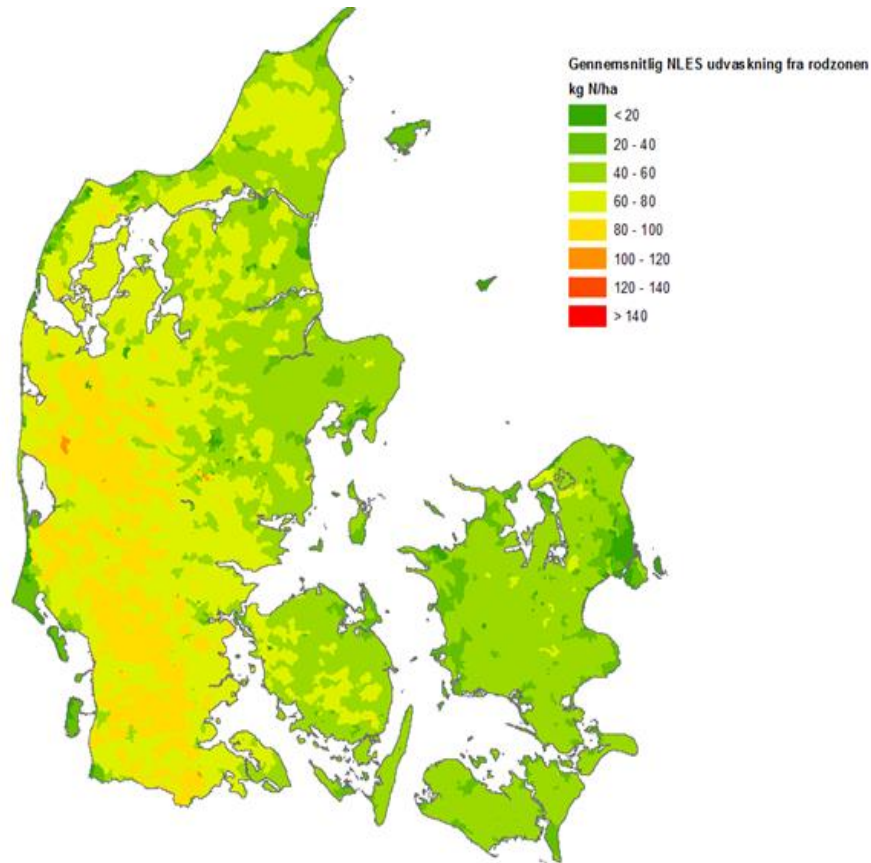 Gennemsnitlig NLES udvaskning fra rodzonen
kg N/ha
< 20
20 - 40
40 - 60
60 - 80
80 - 100
100 - 120
120 - 140
> 140